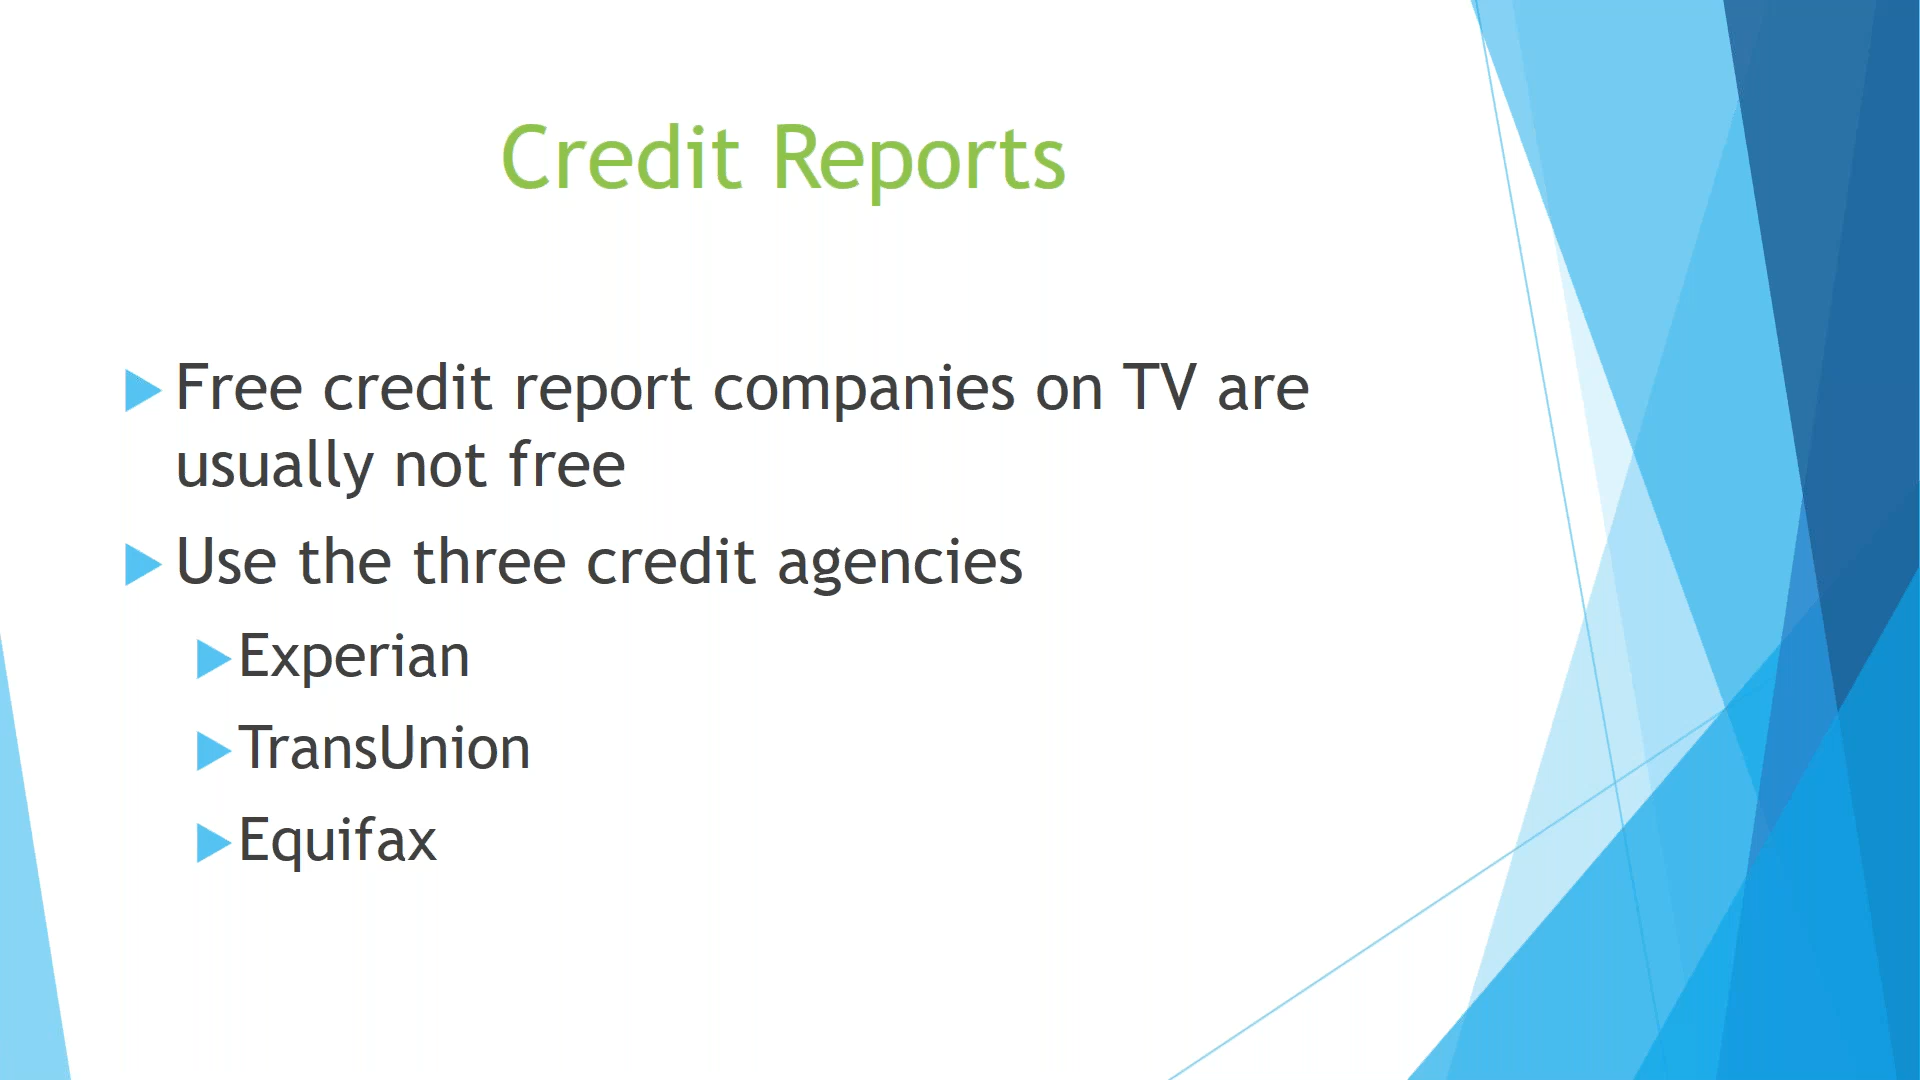 Credit Reports
Free credit report companies on TV are
usually not free
Use the three credit agencies
Experian
TransUnion
Equifax